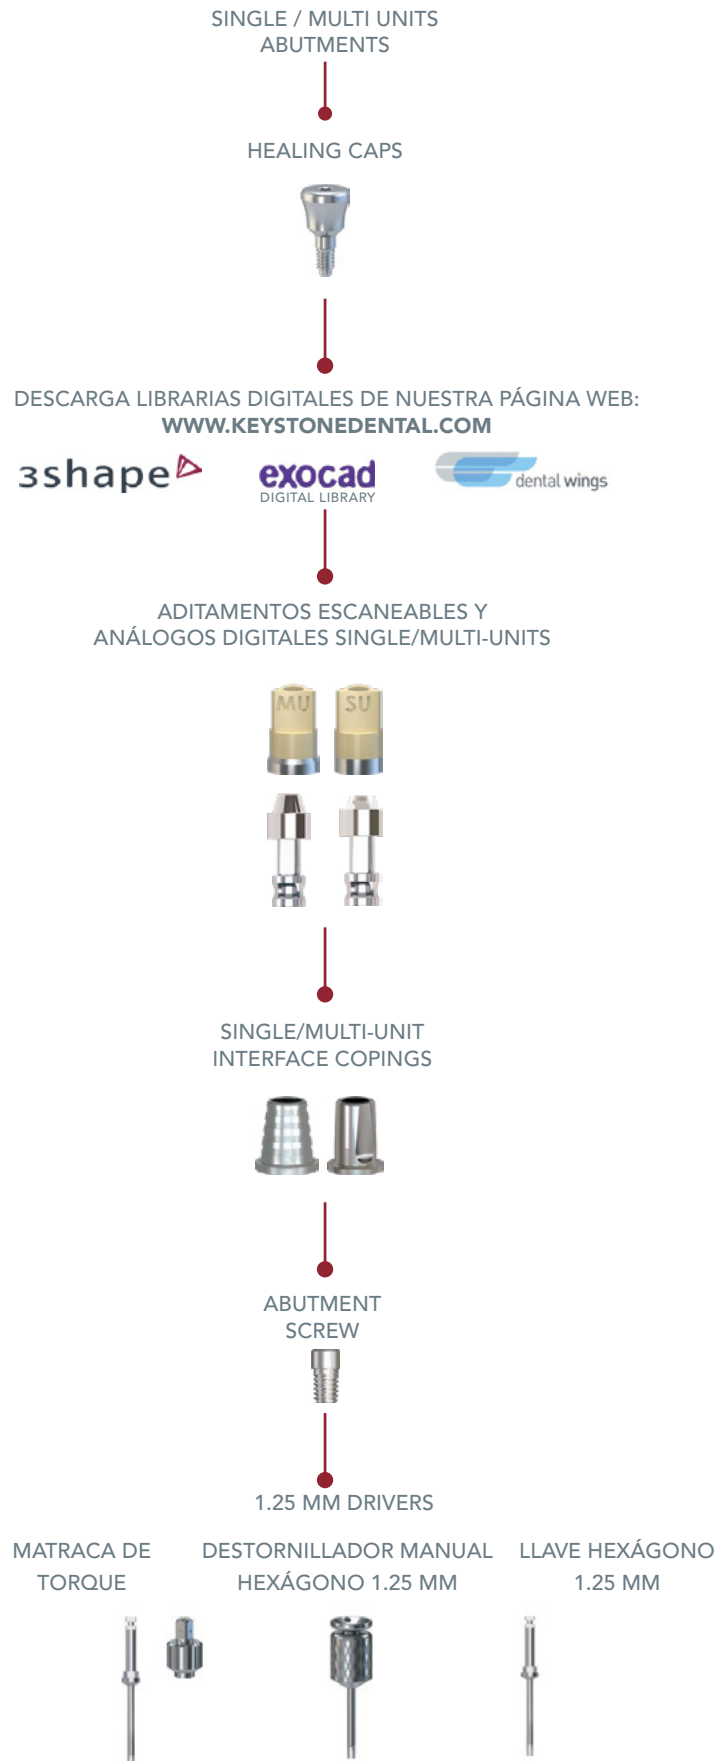 SINGLE / MULTI UNITS
ABUTMENTS
HEALING CAPS
DESCARGA LIBRARIAS DIGITALES DE NUESTRA PÁGINA WEB:
WWW.KEYSTONEDENTAL.COM
3shape
exocad
DIGITAL LIBRARY
dental wings
ADITAMENTOS ESCANEABLES Y
ANÁLOGOS DIGITALES SINGLE/MULTI-UNITS
MU
SU
SINGLE/MULTI-UNIT
INTERFACE COPINGS
ABUTMENT
SCREW
1.25 MM DRIVERS
MATRACA DE
TORQUE
DESTORNILLADOR MANUAL
HEXÁGONO 1.25 MM
LLAVE HEXÁGONO
1.25 MM